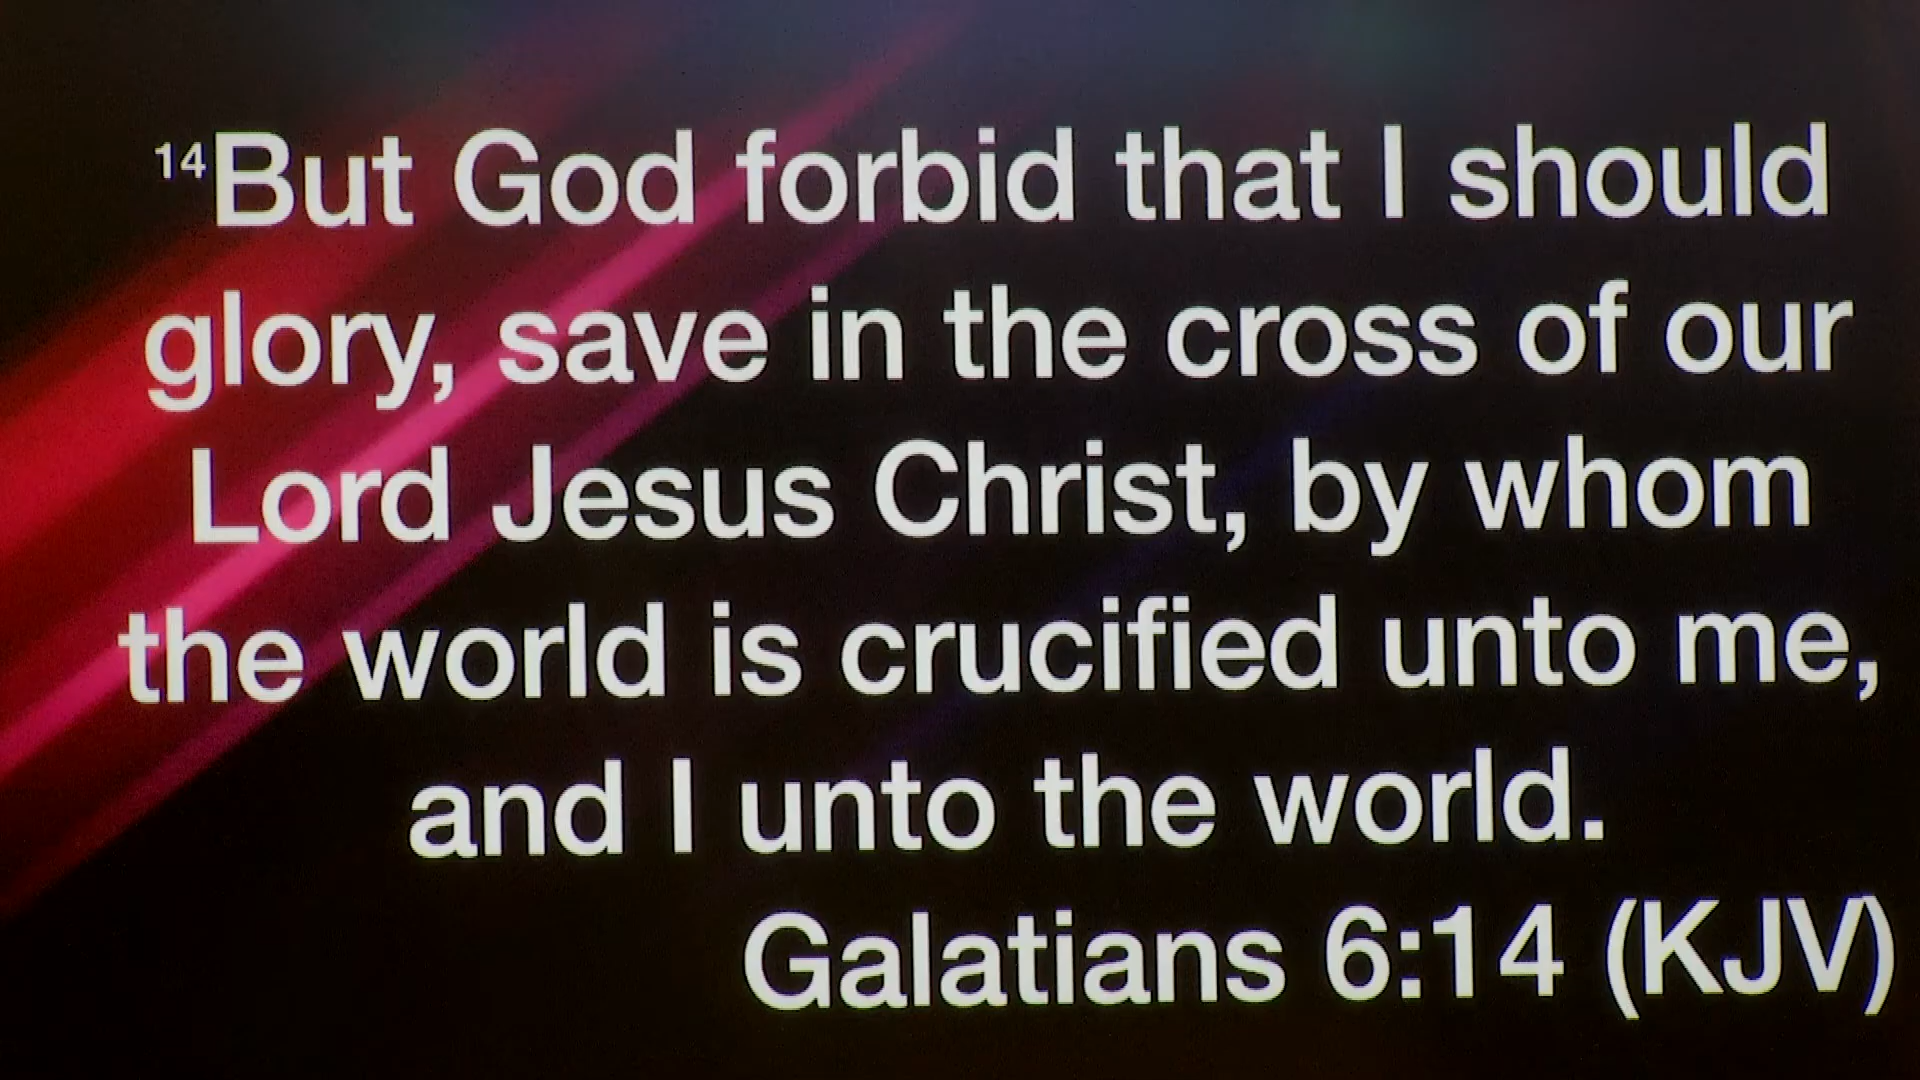 14But God forbid that I should
glory, save in the cross of our
Lord Jesus Christ, by whom
the world is crucified unto me,
and I unto the world.
Galatians 6:14 (KJV)